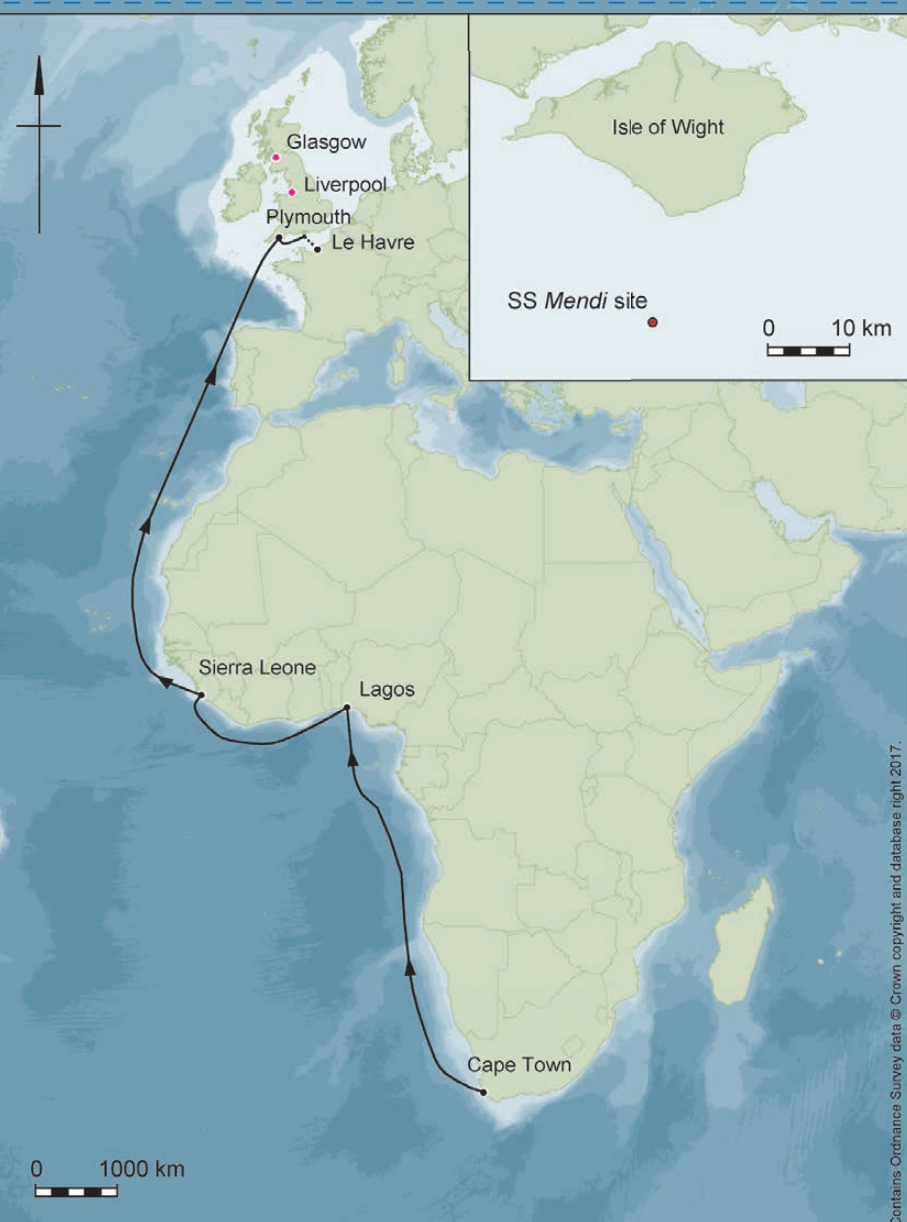 Isle of Wight
SS Mendi site
0 10 km
Glasgow
Liverpool
Plymouth
Le Havre
Sierra Leone
Lagos
Cape Town
0 1000 km
Contains Ordnance Survey data © Crown copyright and database right 2017.